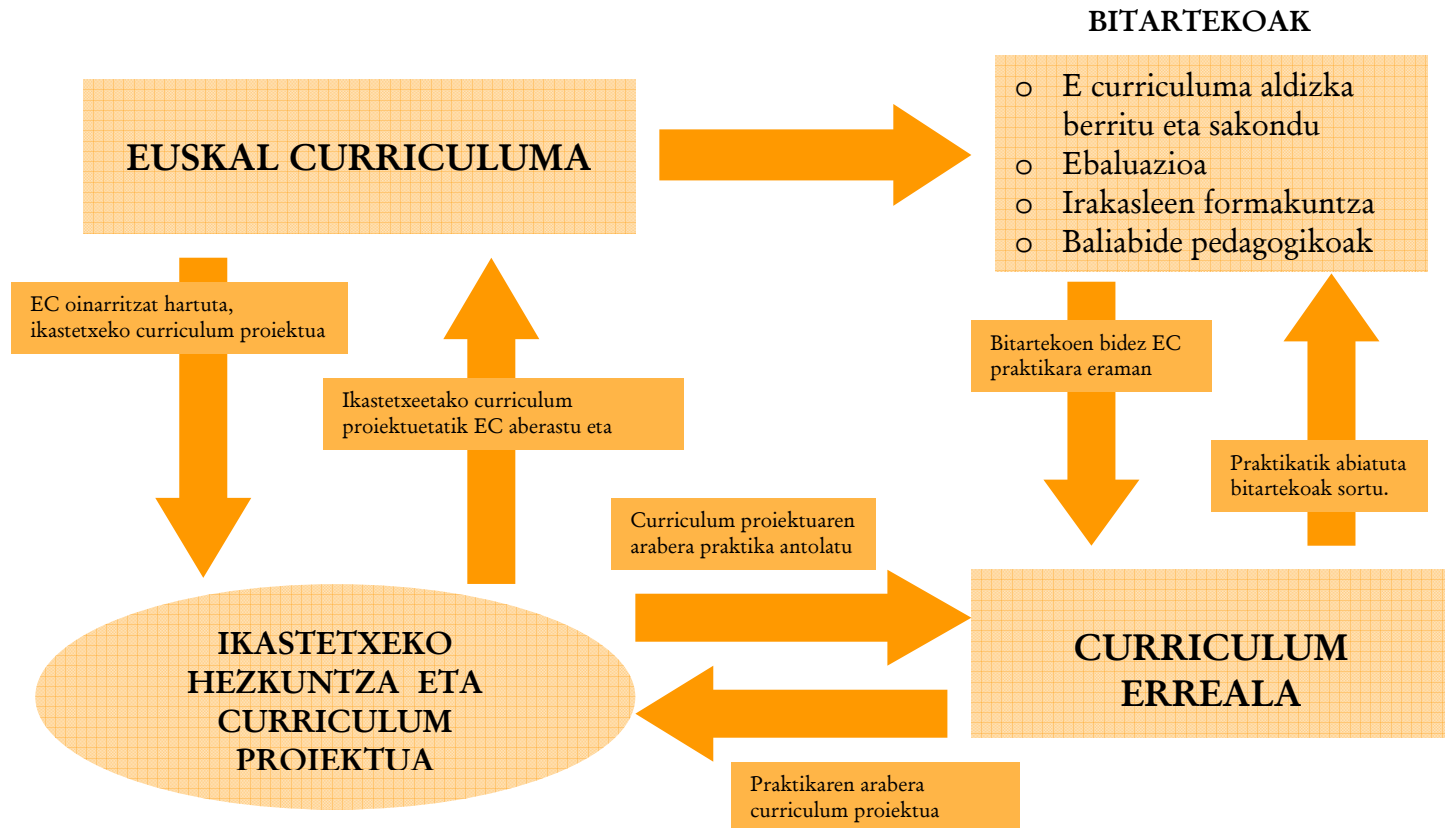 BITARTEKOAK
EUSKAL CURRICULUMA
o E curriculuma aldizka
berritu eta sakondu
o Ebaluazioa
o Irakasleen formakuntza
o Baliabide pedagogikoak
EC oinarritzat hartuta,
ikastetxeko curriculum proiektua
Ikastetxeetako curriculum
proiektuetatik EC aberastu eta
Bitartekoen bidez EC
praktikara eraman
Praktikatik abiatuta
bitartekoak sortu.
Curriculum proiektuaren
arabera praktika antolatu
IKASTETXEKO
HEZKUNTZA ETA
CURRICULUM
PROIEKTUA
CURRICULUM
ERREALA
Praktikaren arabera
curriculum proiektua